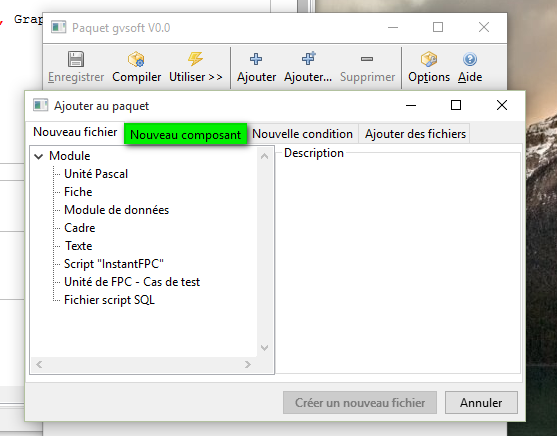 , Grap
Paquet gvsoft V0.0
Enregistrer Compiler Utiliser >> Ajouter Ajouter... Supprimer Options Aide
Ajouter au paquet
Nouveau fichier Nouveau composant Nouvelle condition Ajouter des fichiers
Module
Description
Unité Pascal
Fiche
Module de données
Cadre
Texte
Script "InstantFPC"
Unité de FPC - Cas de test
Fichier script SQL
Créer un nouveau fichier Annuler